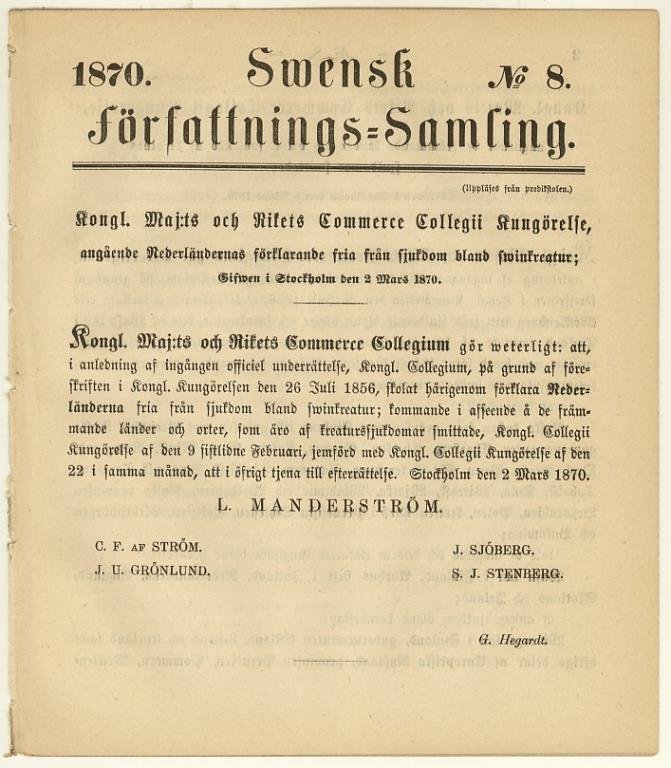 1870. Swensk № 8.
Författnings-Samling.
(Uppläses från predikstolen.)
Kongl. Maj:ts och Rikets Commerce Collegii Kungörelse,
angående Nederländernas förklarande fria från sjukdom bland swinkreatur;
Gifwen i Stockholm den 2 Mars 1870.
Kongl. Maj:ts och Rikets Commerce Collegium gör weterligt: att,
i anledning af ingången officiel underrättelse, Kongl. Collegium, på grund af före-
skriften i Kongl. Kungörelsen den 26 Juli 1856, skolat härigenom förklara Neder-
länderna fria från sjukdom bland swinkreatur; kommande i afseende å de främ-
mande länder och orter, som äro af kreaturssjukdomar smittade, Kongl. Collegii
Kungörelse af den 9 sistlidne Februari, jemförd med Kongl. Collegii Kungörelse af den
22 i samma månad, att i öfrigt tjena till efterrättelse. Stockholm den 2 Mars 1870.
L. MANDERSTRÖM.
C. F. AF STRÖM. J. SJÖBERG.
J. U. GRÖNLUND. S. J. STENBERG.
G. Hegardt.